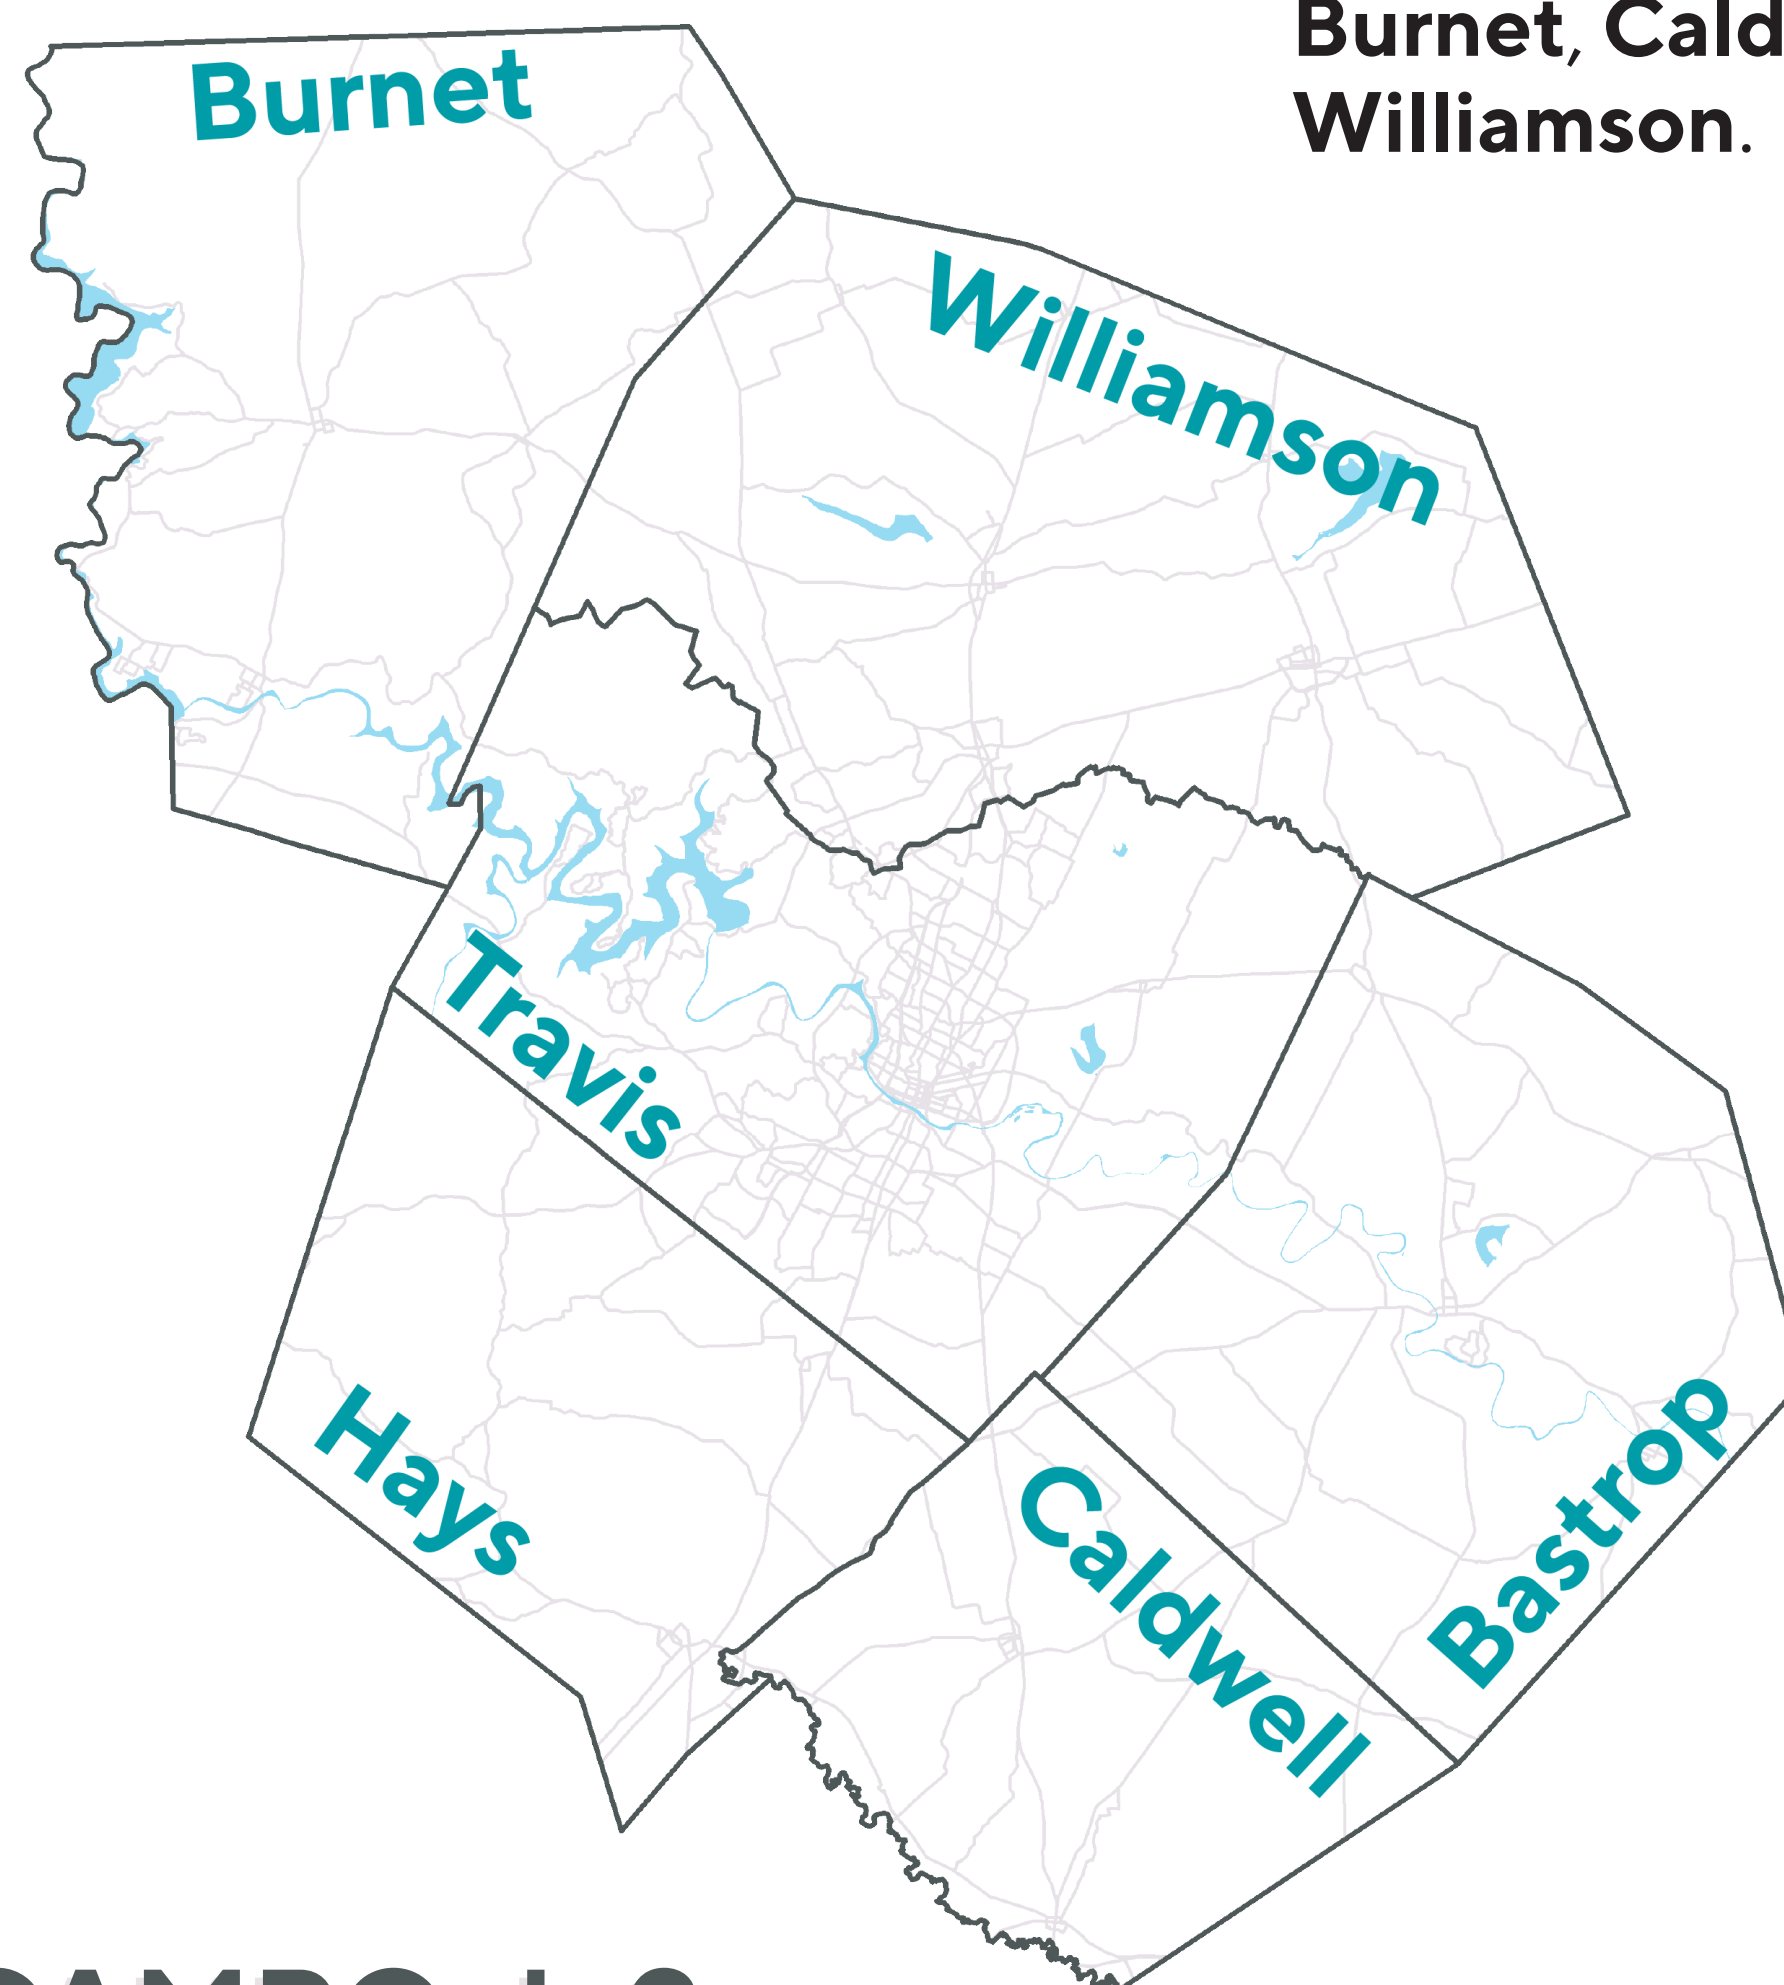 Burnet, Cald
Williamson.
Burnet
Williamson
Travis
Hays
Caldwell
Bastrop